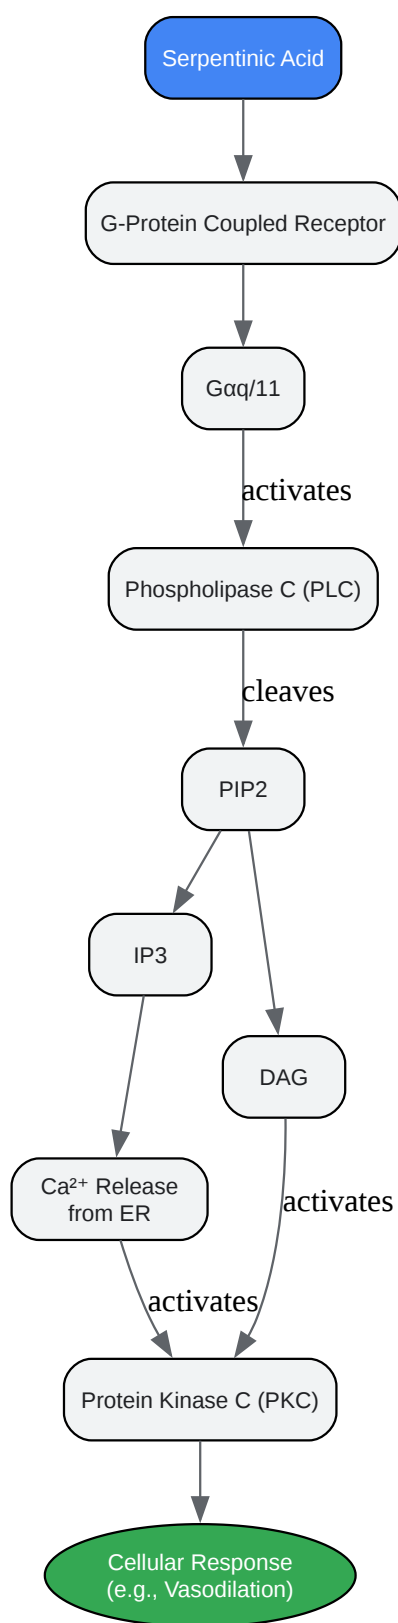 Serpentinic Acid
G-Protein Coupled Receptor
Gαq/11
activates
Phospholipase C (PLC)
cleaves
PIP2
IP3
DAG
Ca²⁺ Release
from ER
activates
activates
Protein Kinase C (PKC)
Cellular Response
(e.g., Vasodilation)